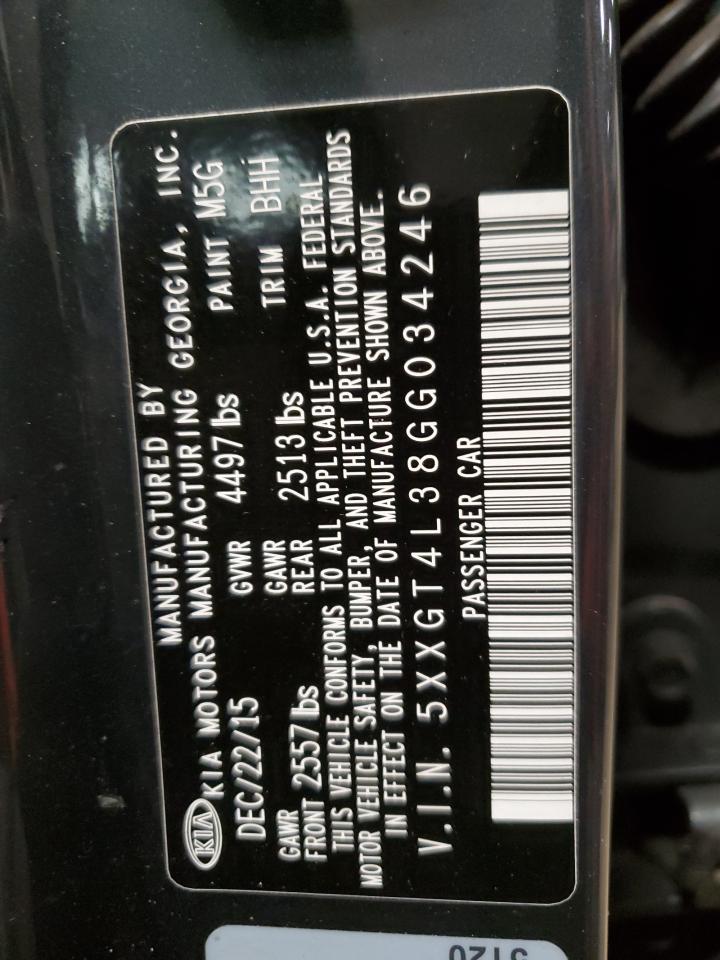 MANUFACTURED BY
KIA KIA MOTORS MANUFACTURING GEORGIA, INC.
DEC/22/15 GVWR 4497 lbs PAINT M5G
GAWR FRONT 2557 lbs GAWR REAR 2513 lbs TRIM BHH
THIS VEHICLE CONFORMS TO ALL APPLICABLE U.S.A. FEDERAL
MOTOR VEHICLE SAFETY, BUMPER, AND THEFT PREVENTION STANDARDS
IN EFFECT ON THE DATE OF MANUFACTURE SHOWN ABOVE.
V.I.N. 5XXGT4L38GG034246
PASSENGER CAR